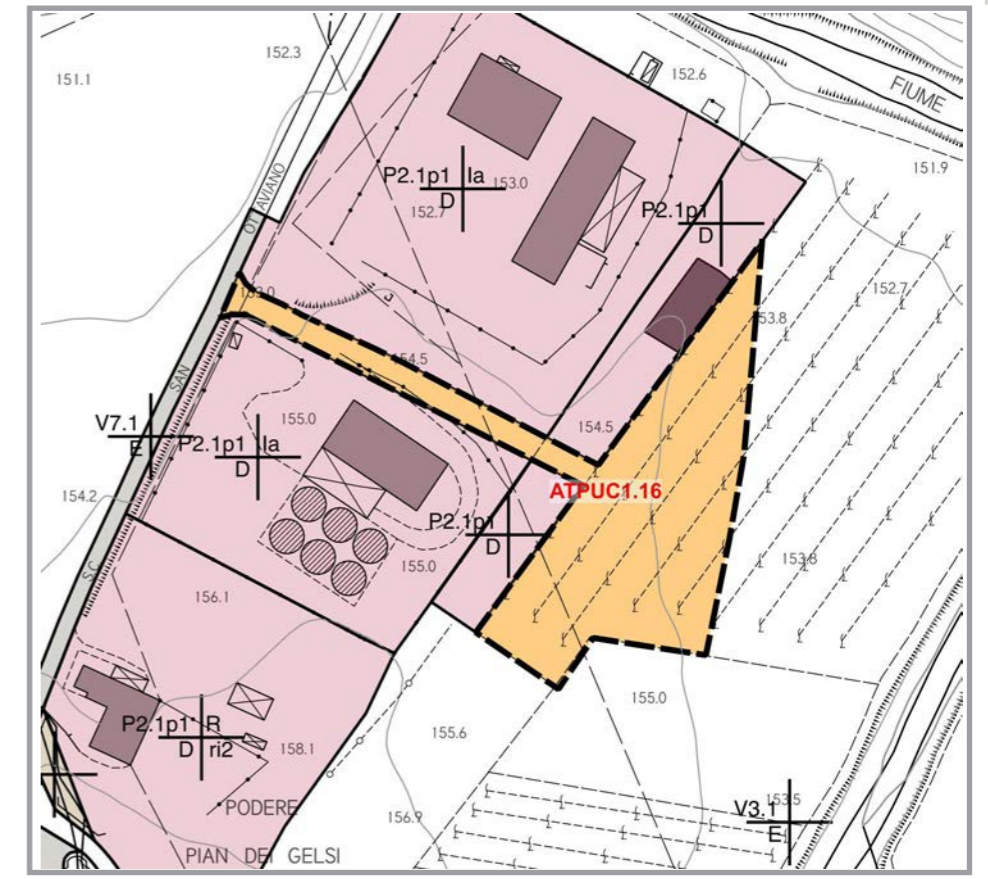 152.3
151.1
152.6
FIUME
151.9
OTTAVIANO
P2.1p1 Ia
D
153.0
152.7
P2.1p1
D
152.7
153.0
153.8
154.5
SAN
155.0
154.5
V7.1
E
P2.1p1 Ia
D
154.2
ATPUC1.16
P2.1p1
D
155.0
153.8
S.C.
156.1
155.0
P2.1p1* R
D ri2
158.1
155.6
153.5
V3.1
E
PODERE
156.9
PIAN DEI GELSI